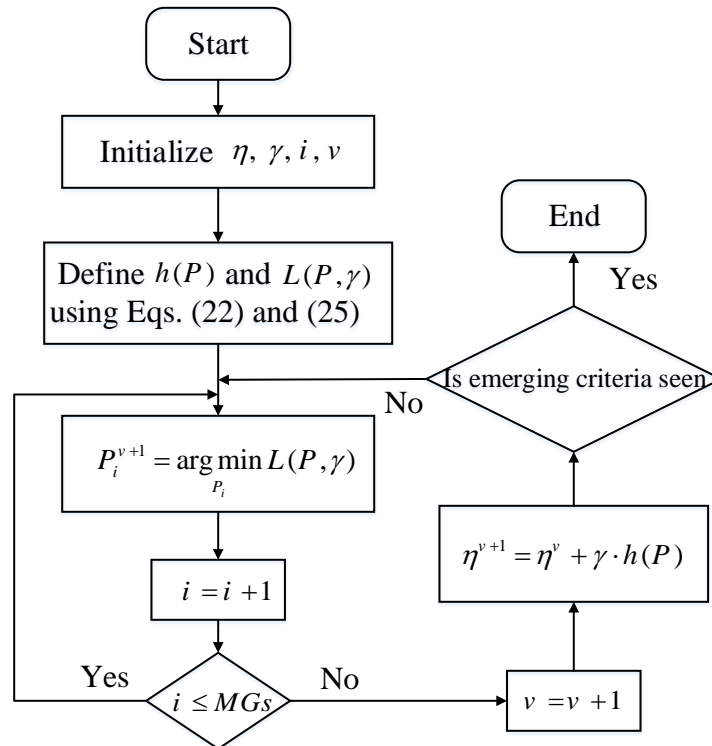 Start
Initialize η, γ, i, v
Define h(P) and L(P,γ)
using Eqs. (22) and (25)
P_i^{v+1} = arg min L(P,γ)
P_i
i = i + 1
i ≤ MGs
Yes
No
v = v + 1
η^{v+1} = η^v + γ · h(P)
Is emerging criteria seen
No
Yes
End